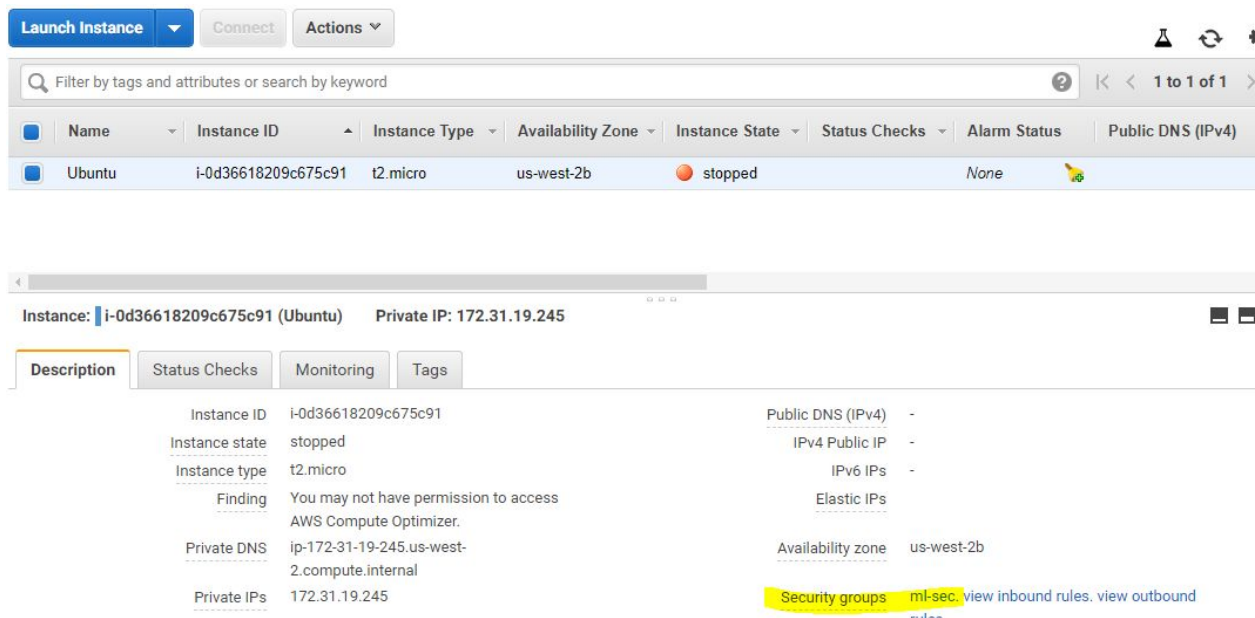 Launch Instance Connect Actions
Filter by tags and attributes or search by keyword 1 to 1 of 1
Name Instance ID Instance Type Availability Zone Instance State Status Checks Alarm Status Public DNS (IPv4)
Ubuntu i-0d36618209c675c91 t2.micro us-west-2b stopped None
Instance: i-0d36618209c675c91 (Ubuntu) Private IP: 172.31.19.245
Description Status Checks Monitoring Tags
Instance ID i-0d36618209c675c91 Public DNS (IPv4) -
Instance state stopped IPv4 Public IP -
Instance type t2.micro IPv6 IPs -
Finding You may not have permission to access Elastic IPs
AWS Compute Optimizer.
Private DNS ip-172-31-19-245.us-west- Availability zone us-west-2b
2.compute.internal
Private IPs 172.31.19.245 Security groups ml-sec. view inbound rules. view outbound
rules